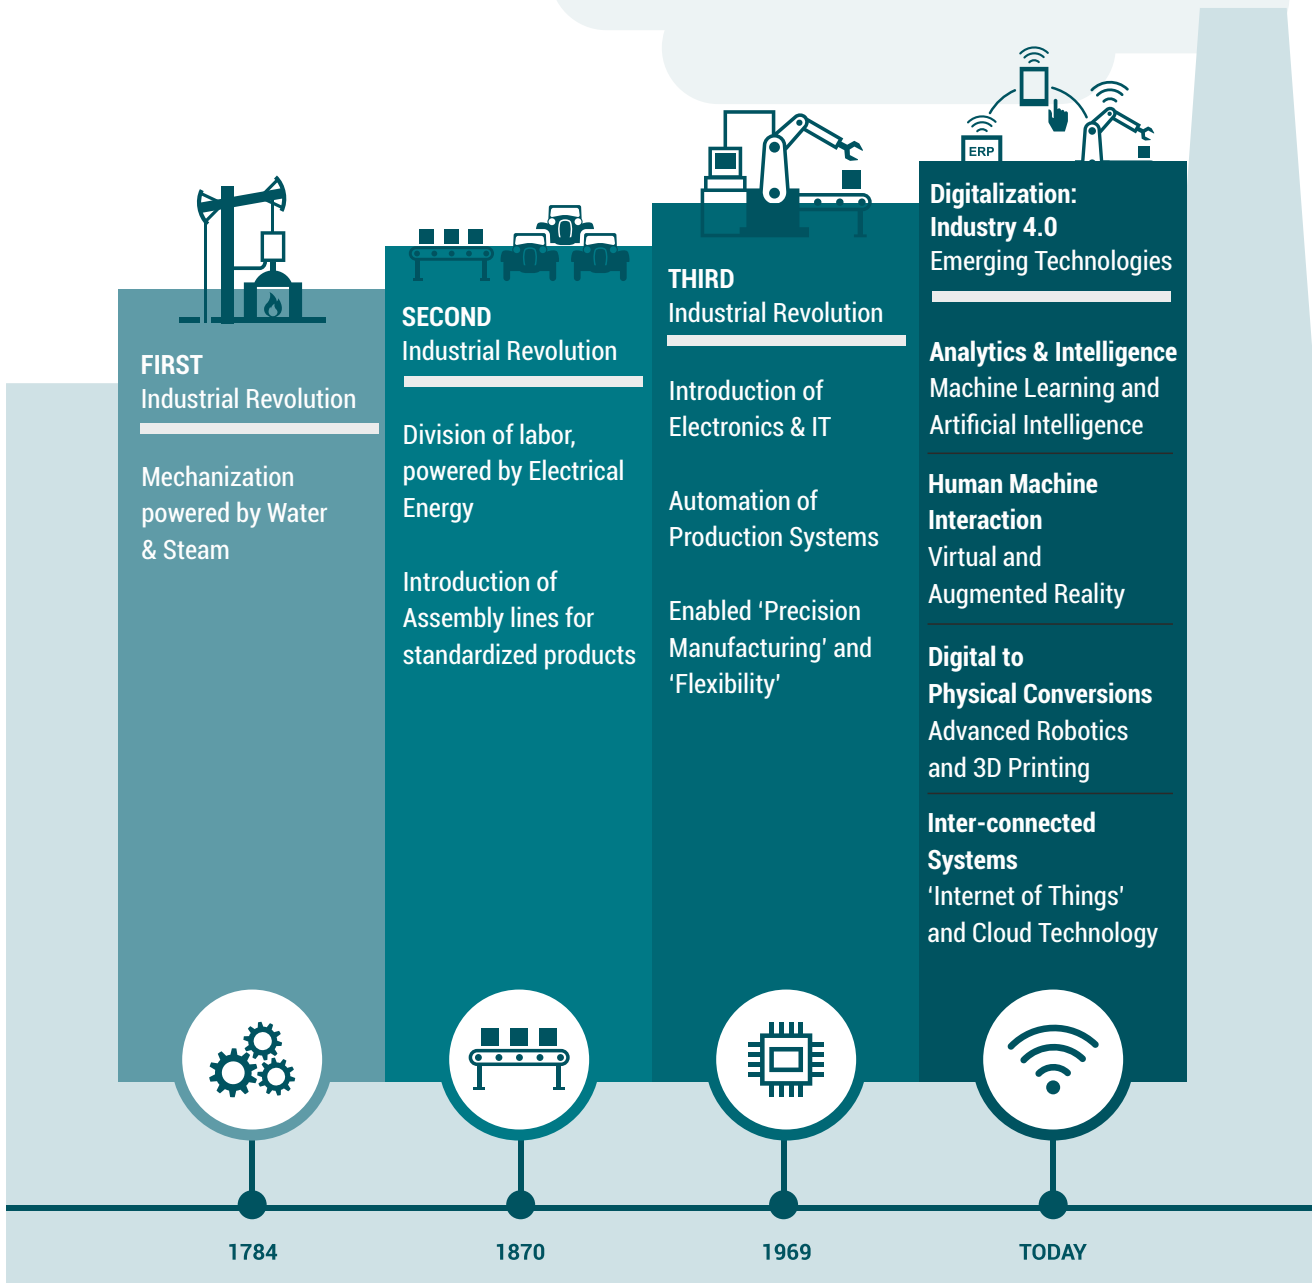 FIRST
Industrial Revolution
Mechanization
powered by Water
& Steam
SECOND
Industrial Revolution
Division of labor,
powered by Electrical
Energy
Introduction of
Assembly lines for
standardized products
THIRD
Industrial Revolution
Introduction of
Electronics & IT
Automation of
Production Systems
Enabled ‘Precision
Manufacturing’ and
‘Flexibility’
ERP
Digitalization:
Industry 4.0
Emerging Technologies
Analytics & Intelligence
Machine Learning and
Artificial Intelligence
Human Machine
Interaction
Virtual and
Augmented Reality
Digital to
Physical Conversions
Advanced Robotics
and 3D Printing
Inter-connected
Systems
‘Internet of Things’
and Cloud Technology
1784
1870
1969
TODAY